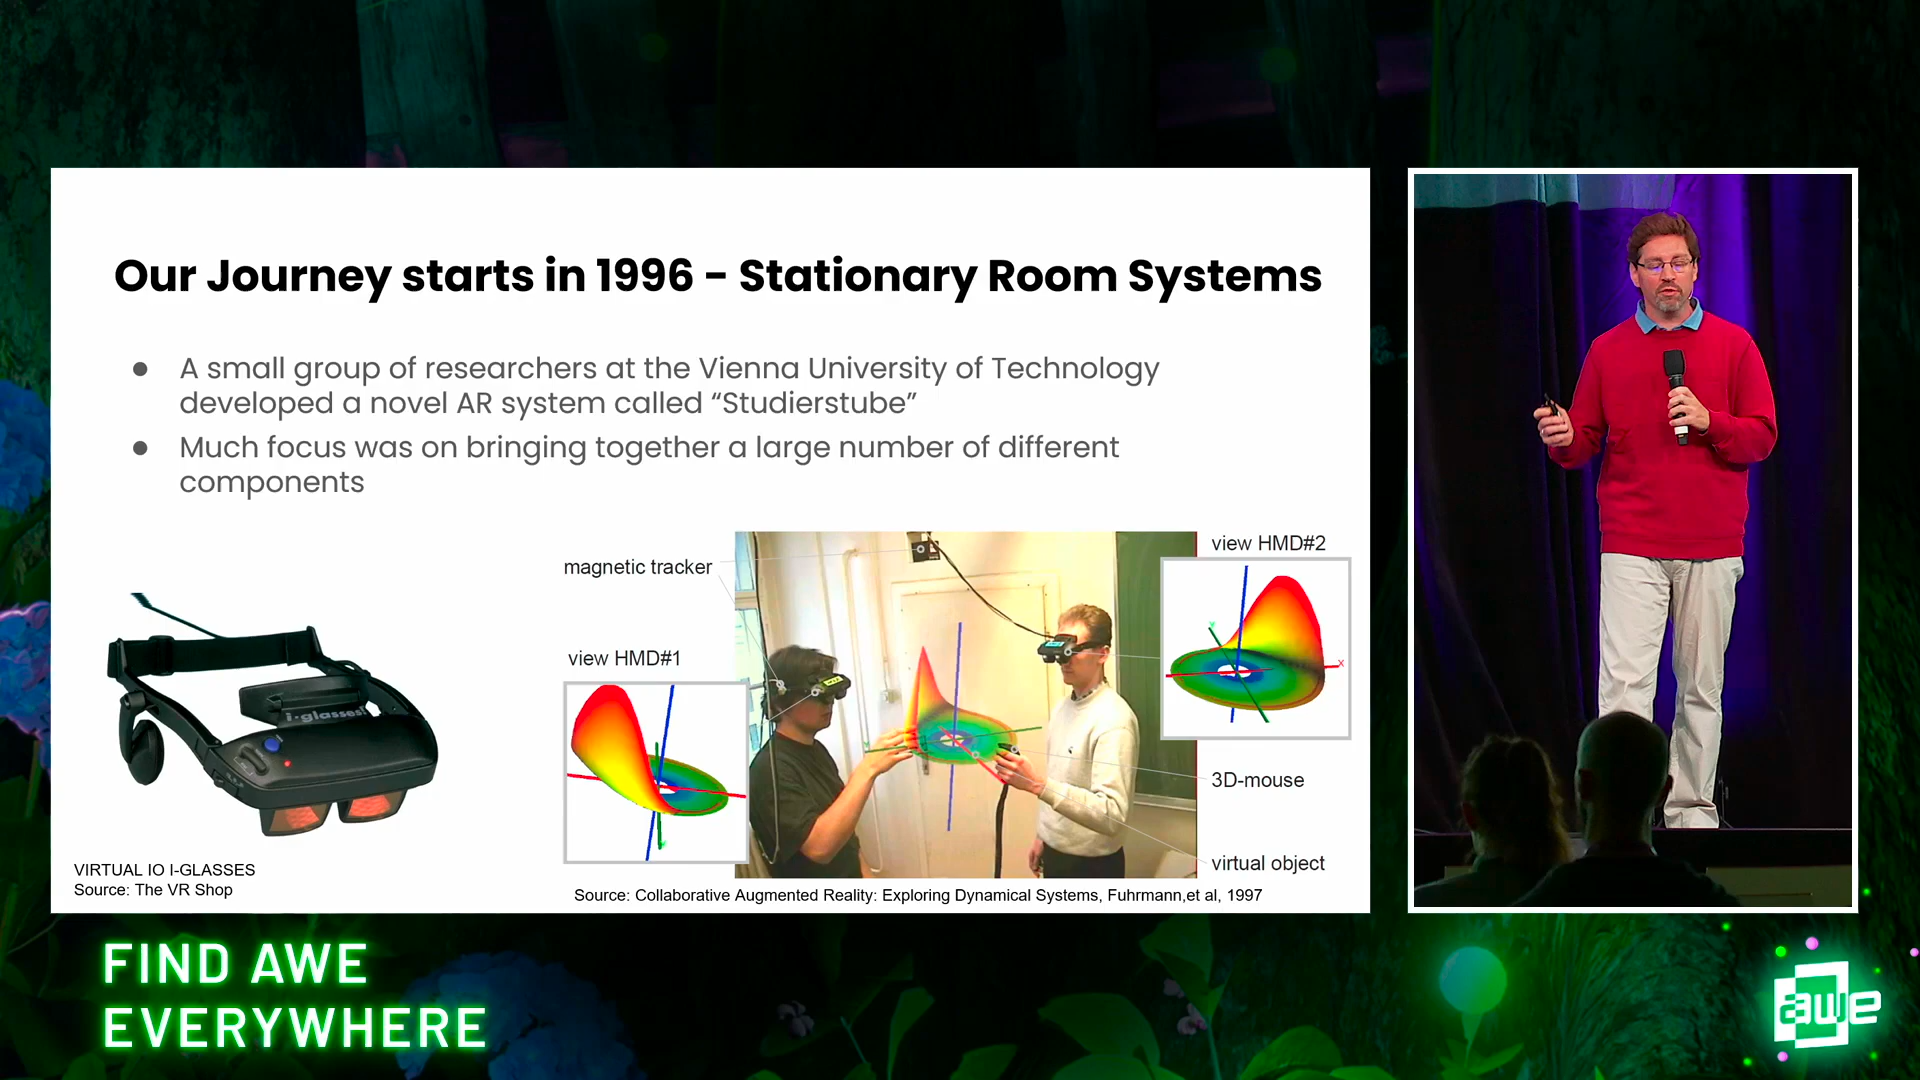 Our Journey starts in 1996 - Stationary Room Systems
● A small group of researchers at the Vienna University of Technology
developed a novel AR system called “Studierstube”
● Much focus was on bringing together a large number of different
components
magnetic tracker
view HMD#1
view HMD#2
3D-mouse
virtual object
i-glasses!
VIRTUAL IO I-GLASSES
Source: The VR Shop
Source: Collaborative Augmented Reality: Exploring Dynamical Systems, Fuhrmann,et al, 1997
x
FIND AWE
EVERYWHERE
awe